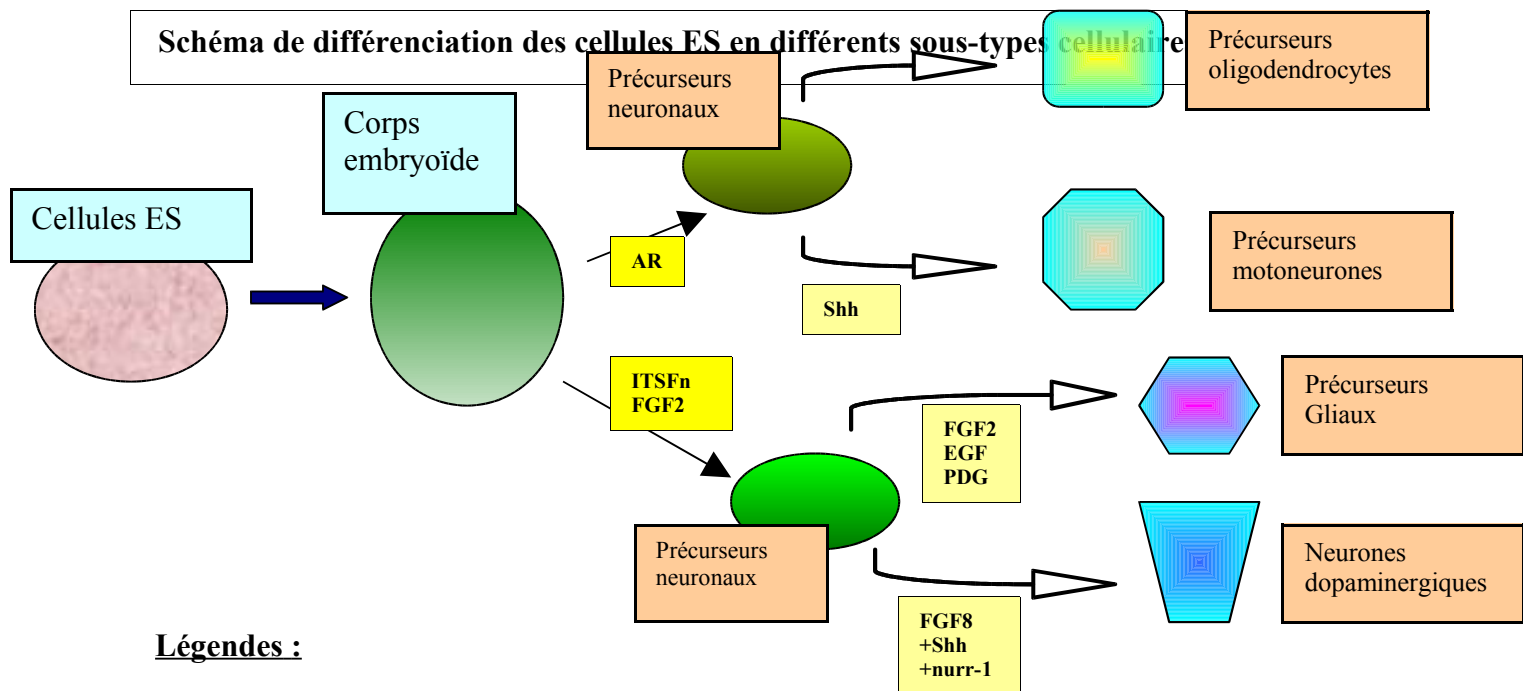 Schéma de différenciation des cellules ES en différents sous-types cellulaire
Précurseurs
oligodendrocytes
Précurseurs
neuronaux
Corps
embryoïde
Cellules ES
AR
Précurseurs
motoneurones
Shh
ITSFn
FGF2
Précurseurs
Gliaux
FGF2
EGF
PDG
Précurseurs
neuronaux
Neurones
dopaminergiques
FGF8
+Shh
+nurr-1
Légendes :